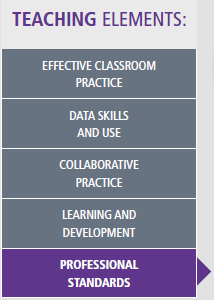 TEACHING ELEMENTS:
EFFECTIVE CLASSROOM
PRACTICE
DATA SKILLS
AND USE
COLLABORATIVE
PRACTICE
LEARNING AND
DEVELOPMENT
PROFESSIONAL
STANDARDS